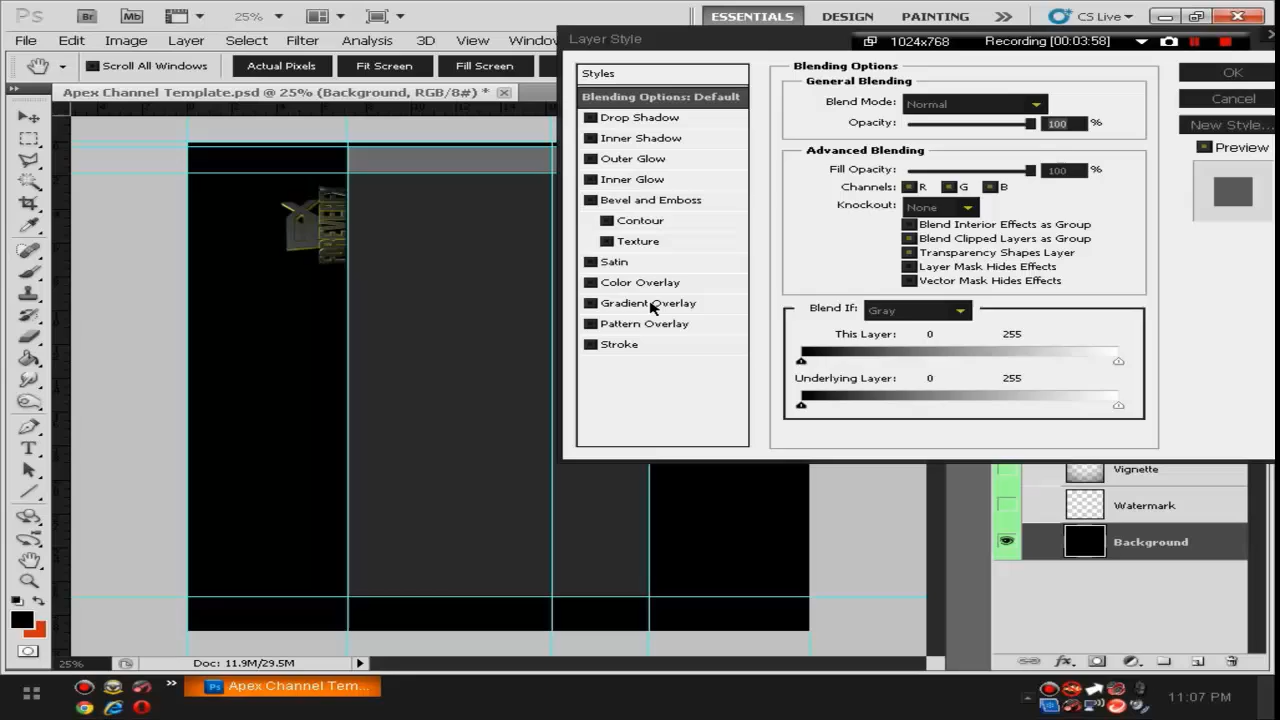 Ps Br Mb 25% ESSENTIALS DESIGN PAINTING CS Live
File Edit Image Layer Select Filter Analysis 3D View Window
Layer Style
1024x768 Recording [00:03:58]
Scroll All Windows Actual Pixels Fit Screen Fill Screen
Apex Channel Template.psd @ 25% (Background, RGB/8#) *
Styles
Blending Options: Default
Drop Shadow
Inner Shadow
Outer Glow
Inner Glow
Bevel and Emboss
Contour
Texture
Satin
Color Overlay
Gradient Overlay
Pattern Overlay
Stroke
Blending Options
General Blending
Blend Mode: Normal
Opacity: 100 %
Advanced Blending
Fill Opacity: 100 %
Channels: R G B
Knockout: None
Blend Interior Effects as Group
Blend Clipped Layers as Group
Transparency Shapes Layer
Layer Mask Hides Effects
Vector Mask Hides Effects
Blend If: Gray
This Layer: 0 255
Underlying Layer: 0 255
OK
Cancel
New Style...
Preview
Vignette
Watermark
Background
25% Doc: 11.9M/29.5M
Ps Apex Channel Tem...
11:07 PM